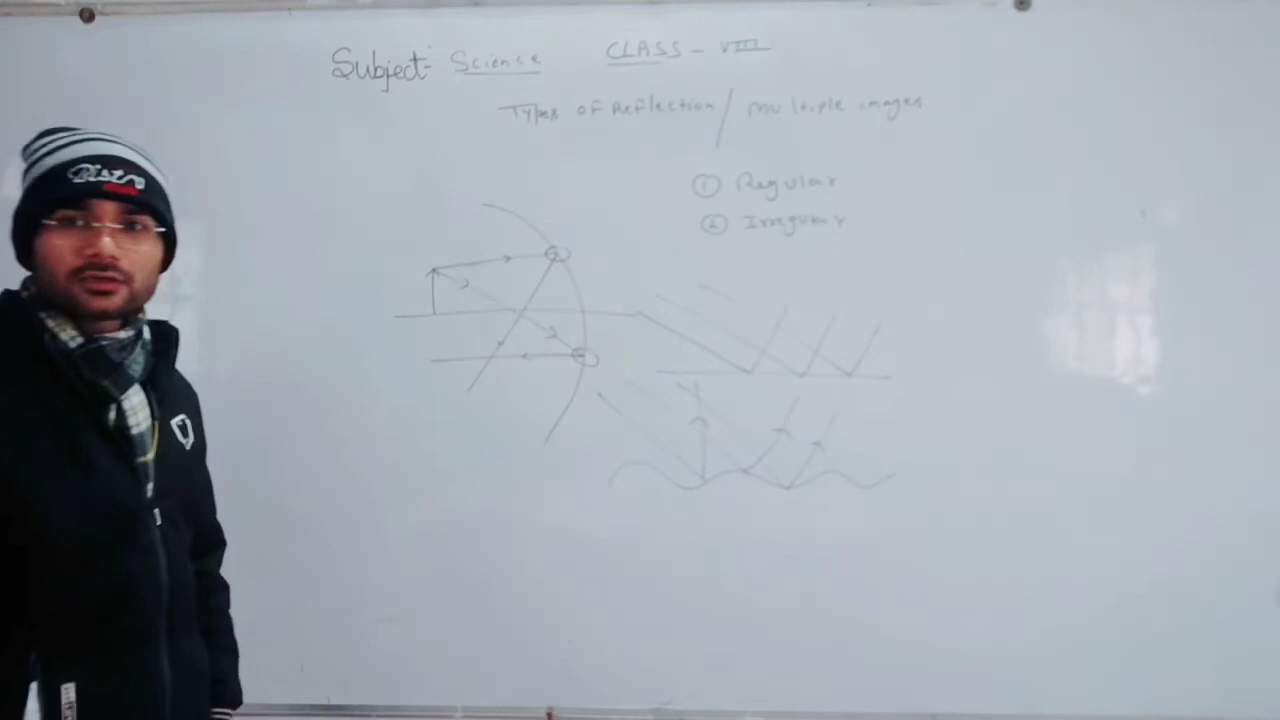 Subject:- Science CLASS - VIII
Types of Reflection / multiple images
① Regular
② Irregular